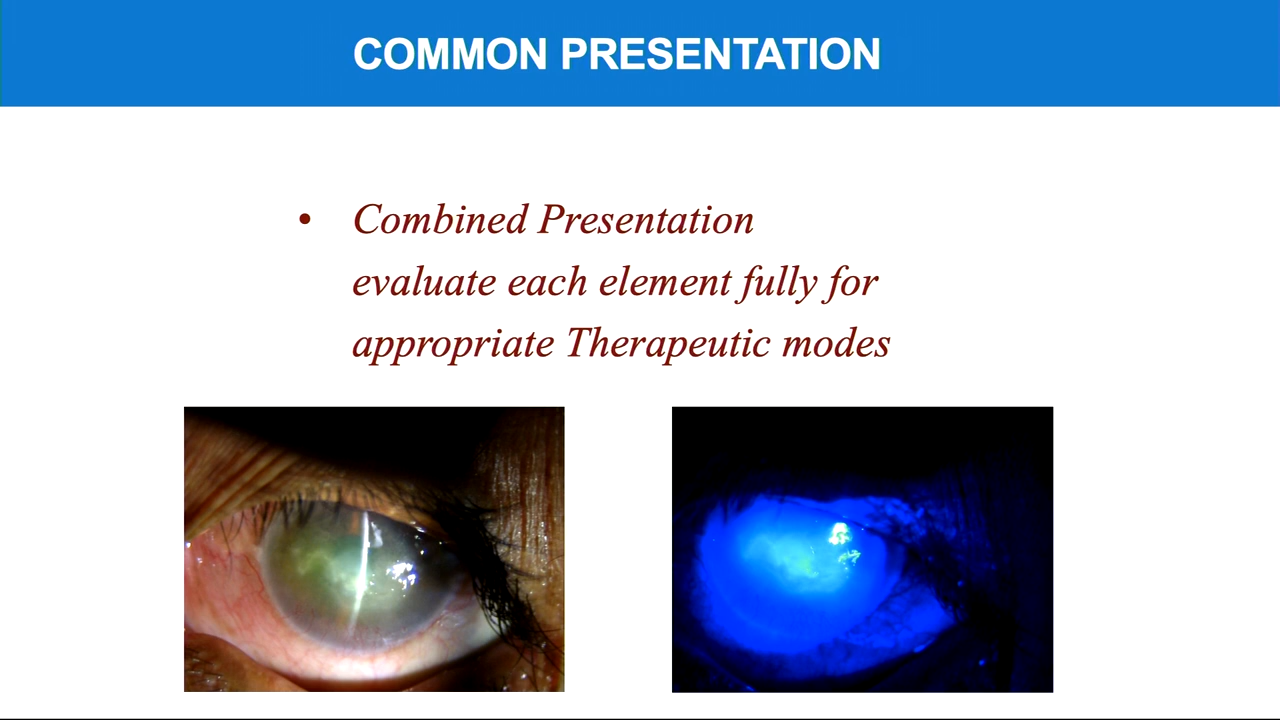 COMMON PRESENTATION
• Combined Presentation
evaluate each element fully for
appropriate Therapeutic modes